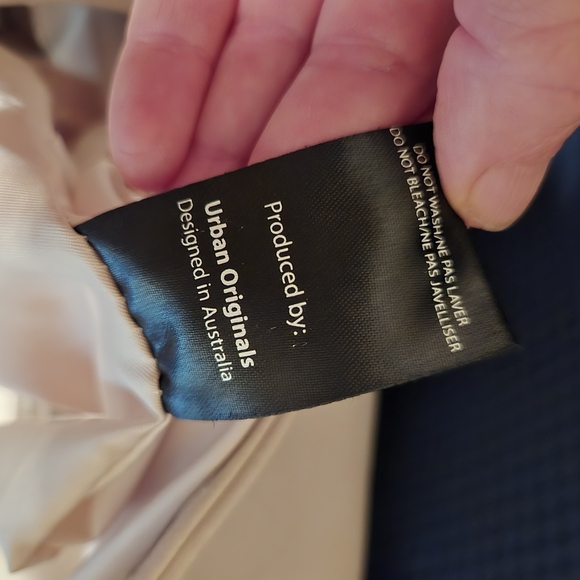 DO NOT WASH/NE PAS LAVER
DO NOT BLEACH/NE PAS JAVELLISER
Produced by:
Urban Originals
Designed in Australia